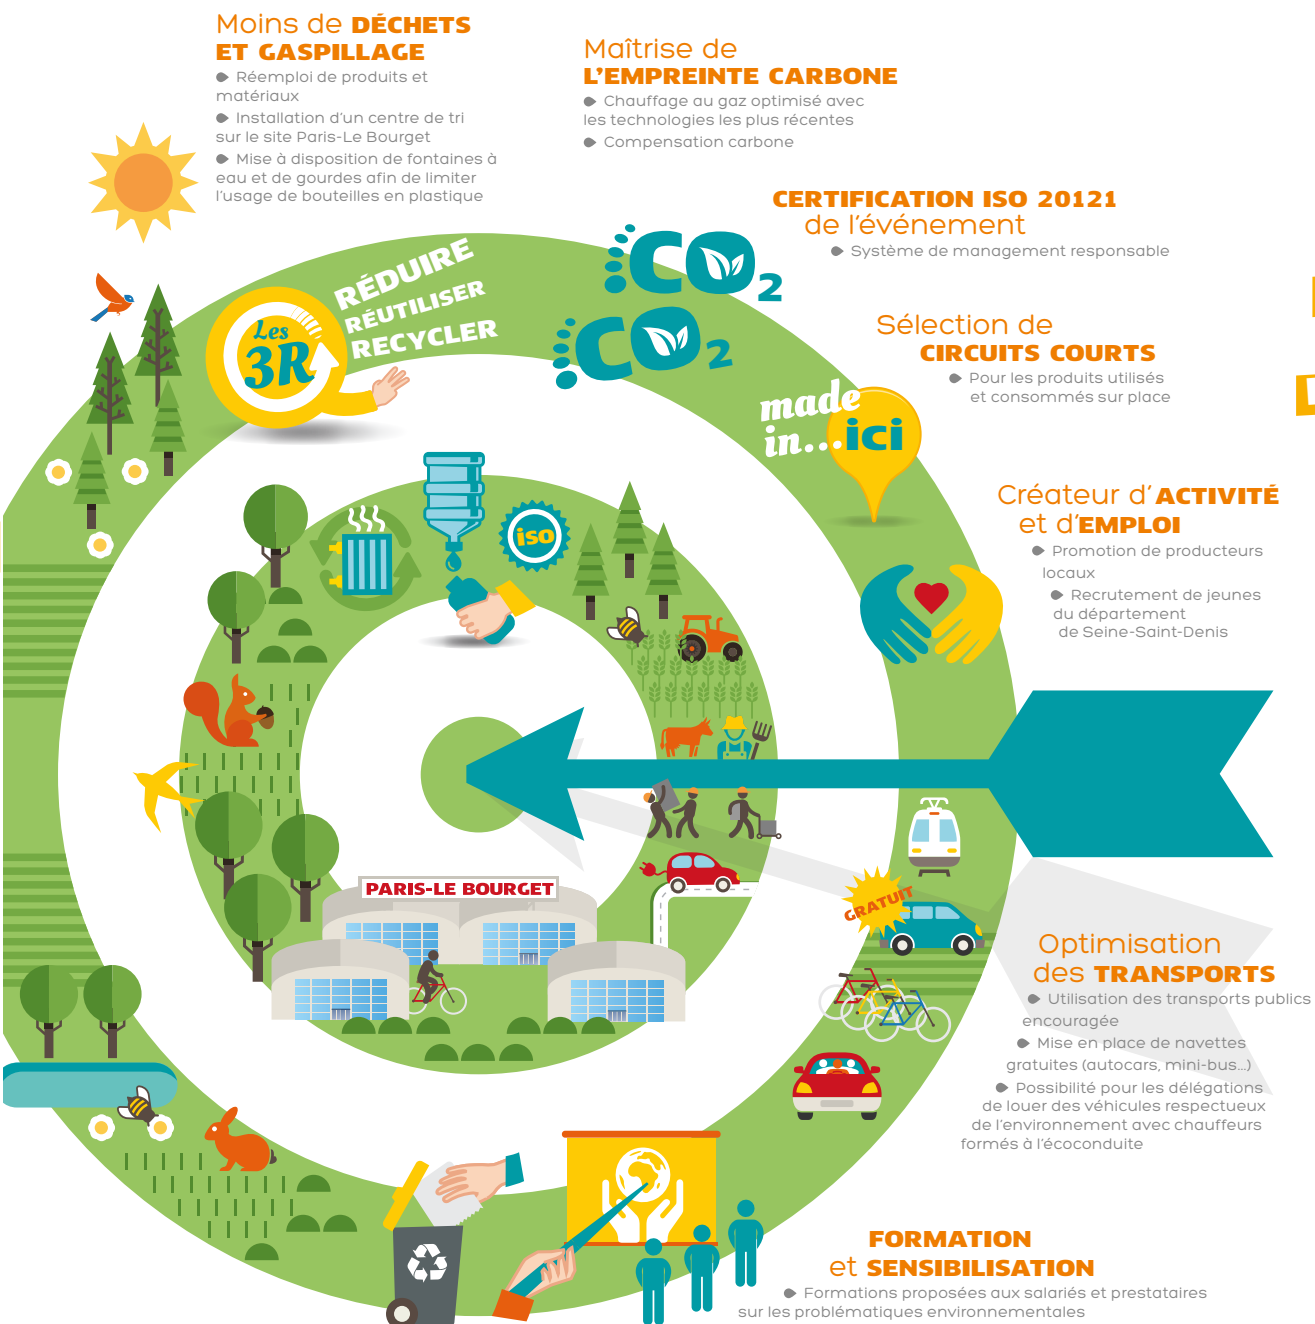 Moins de DÉCHETS
ET GASPILLAGE
Réemploi de produits et
matériaux
Installation d'un centre de tri
sur le site Paris-Le Bourget
Mise à disposition de fontaines à
eau et de gourdes afin de limiter
l'usage de bouteilles en plastique
Maîtrise de
L'EMPREINTE CARBONE
Chauffage au gaz optimisé avec
les technologies les plus récentes
Compensation carbone
CERTIFICATION ISO 20121
de l'événement
Système de management responsable
Sélection de
CIRCUITS COURTS
Pour les produits utilisés
et consommés sur place
Créateur d'ACTIVITÉ
et d'EMPLOI
Promotion de producteurs
locaux
Recrutement de jeunes
du département
de Seine-Saint-Denis
Les
3R
RÉDUIRE
RÉUTILISER
RECYCLER
CO2
CO2
made
in...ici
iso
PARIS-LE BOURGET
GRATUIT
Optimisation
des TRANSPORTS
Utilisation des transports publics
encouragée
Mise en place de navettes
gratuites (autocars, mini-bus...)
Possibilité pour les délégations
de louer des véhicules respectueux
de l'environnement avec chauffeurs
formés à l'écoconduite
FORMATION
et SENSIBILISATION
Formations proposées aux salariés et prestataires
sur les problématiques environnementales